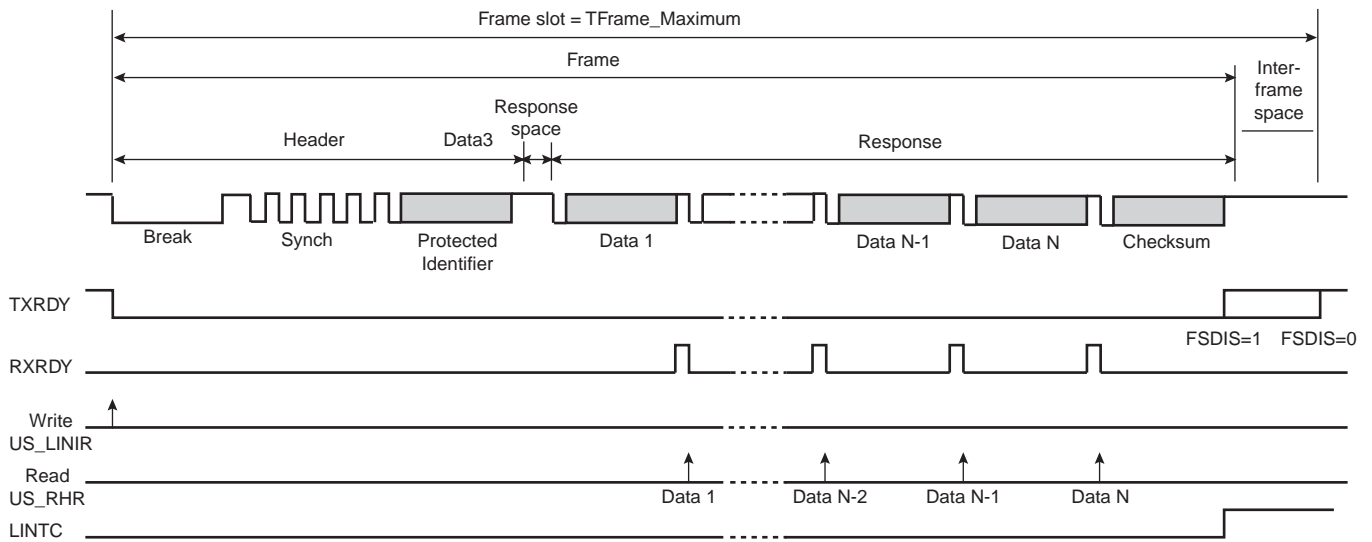 Frame slot = TFrame_Maximum
Frame
Inter-
frame
space
Response
space
Header
Data3
Response
Break
Synch
Protected
Identifier
Data 1
Data N-1
Data N
Checksum
TXRDY
FSDIS=1
FSDIS=0
RXRDY
Write
US_LINIR
Read
US_RHR
Data 1
Data N-2
Data N-1
Data N
LINTC